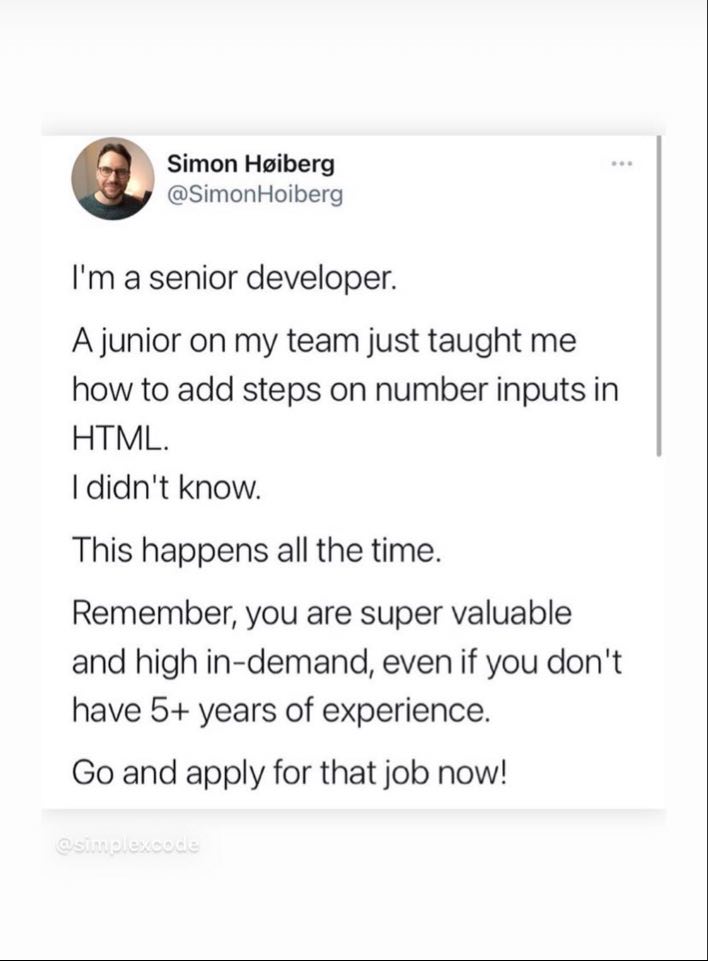 Simon Høiberg
@SimonHoiberg
I'm a senior developer.
A junior on my team just taught me
how to add steps on number inputs in
HTML.
I didn't know.
This happens all the time.
Remember, you are super valuable
and high in-demand, even if you don't
have 5+ years of experience.
Go and apply for that job now!
@simplexcode